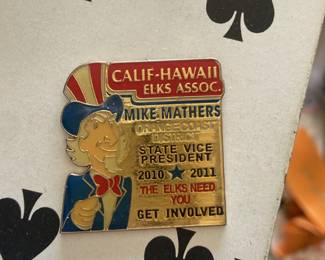 CALIF-HAWAII
ELKS ASSOC.
MIKE MATHERS
ORANGE COAST
DISTRICT
STATE VICE
PRESIDENT
2010 2011
THE ELKS NEED
YOU
GET INVOLVED